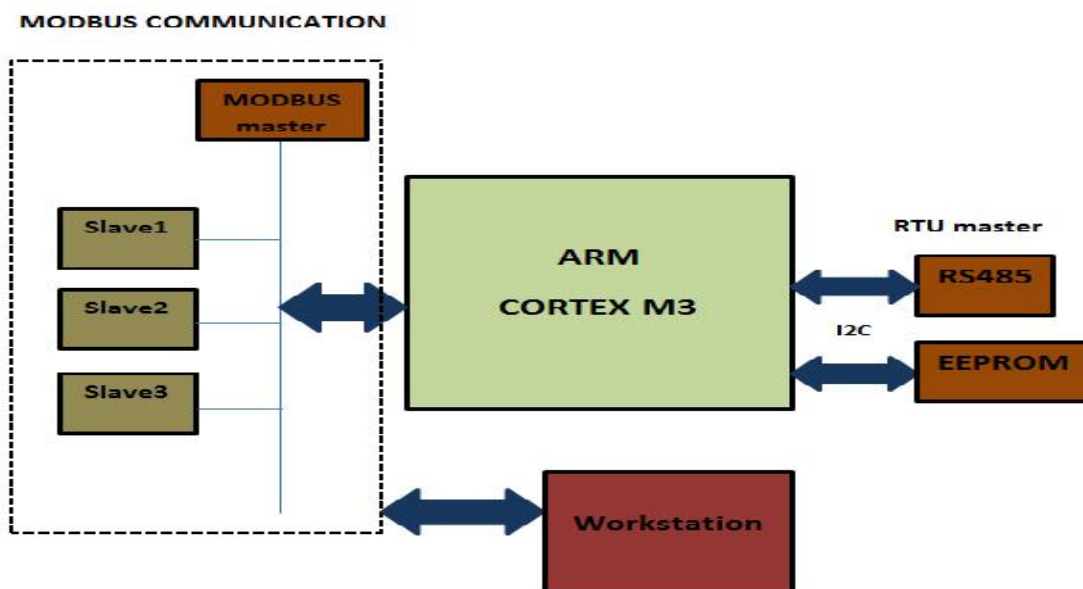 MODBUS COMMUNICATION
MODBUS
master
Slave1
Slave2
Slave3
ARM
CORTEX M3
RTU master
RS485
I2C
EEPROM
Workstation